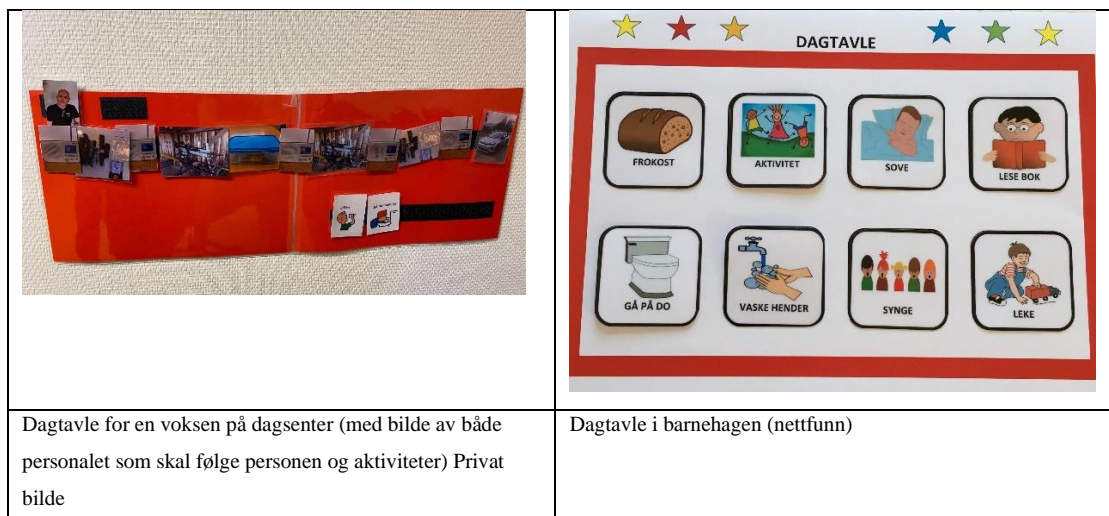 DAGTAVLE
FROKOST
AKTIVITET
SOVE
LESE BOK
GÅ PÅ DO
VASKE HENDER
SYNGE
LEKE
Dagtavle for en voksen på dagsenter (med bilde av både
personalet som skal følge personen og aktiviteter) Privat
bilde
Dagtavle i barnehagen (nettfunn)